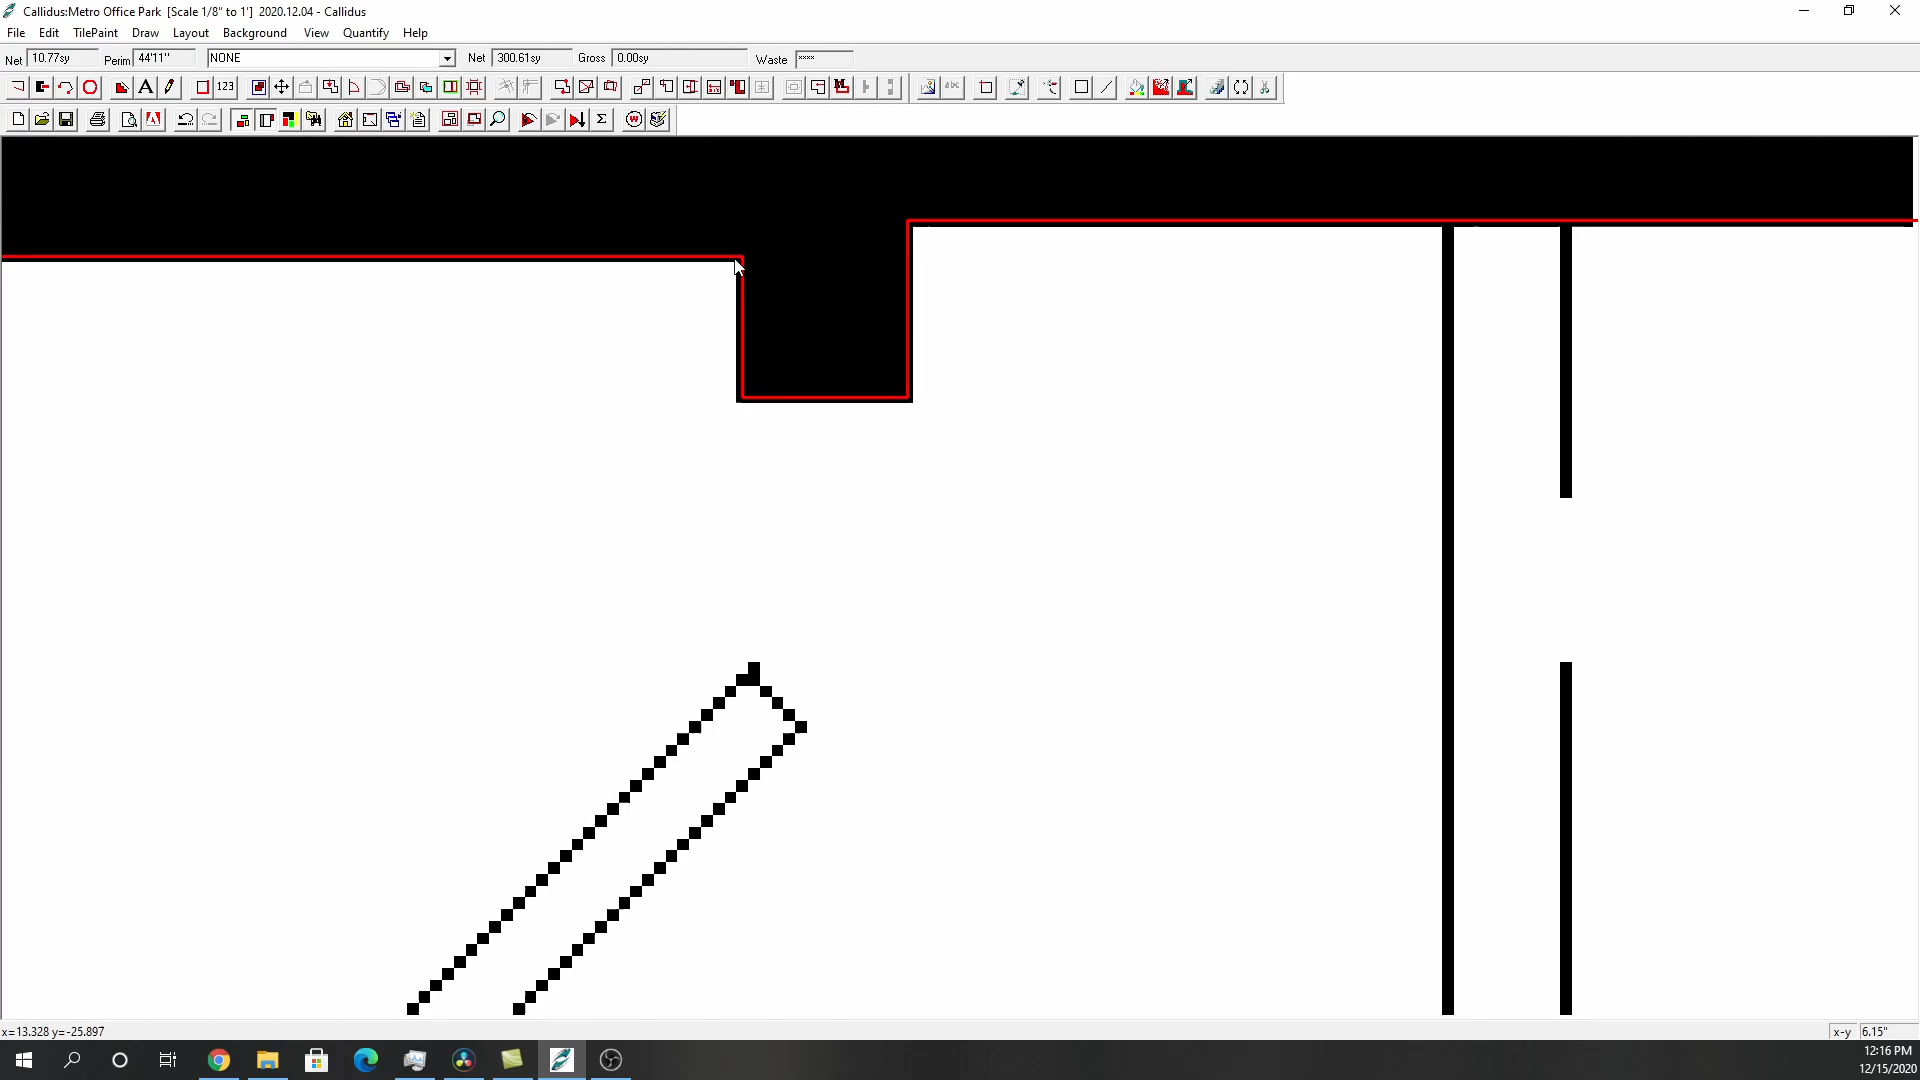 Callidus:Metro Office Park  [Scale 1/8" to 1']  2020.12.04 - Callidus
File Edit TilePaint Draw Layout Background View Quantify Help
Net 10.77sy Perim 44'11" NONE Net 300.61sy Gross 0.00sy Waste ****
A 123 ABC
Σ W
x=13.328 y=-25.897 x-y 6.15"
12:16 PM
12/15/2020